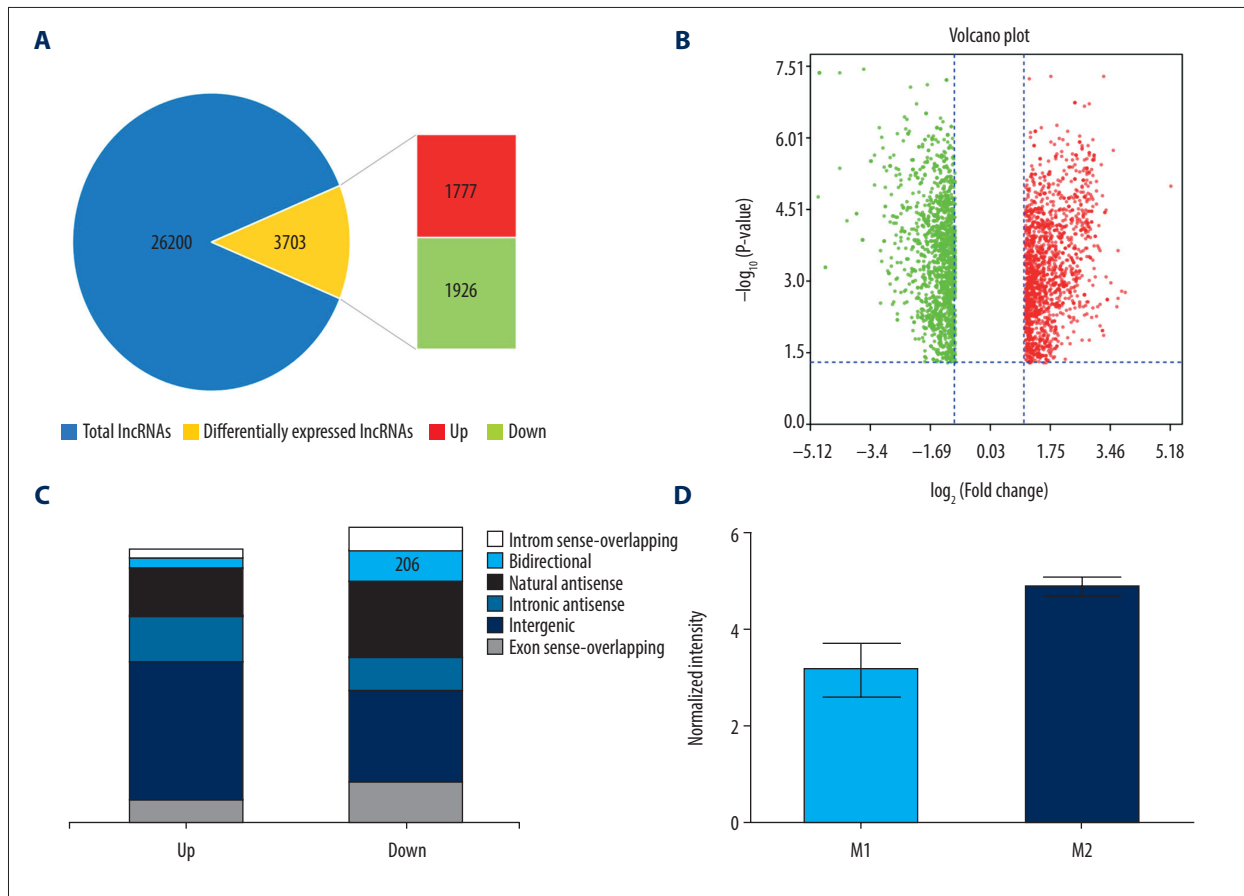 A
26200
3703
1777
1926
Total lncRNAs
Differentially expressed lncRNAs
Up
Down
B
Volcano plot
–log10 (P-value)
7.51
6.01
4.51
3.0
1.5
0.0
–5.12
–3.4
–1.69
0.03
1.75
3.46
5.18
log2 (Fold change)
C
206
Introm sense-overlapping
Bidirectional
Natural antisense
Intronic antisense
Intergenic
Exon sense-overlapping
Up
Down
D
Normalized intensity
6
4
2
0
M1
M2